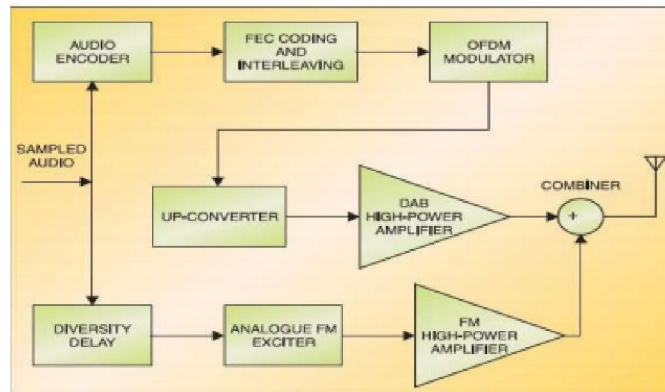 AUDIO
ENCODER
FEC CODING
AND
INTERLEAVING
OFDM
MODULATOR
SAMPLED
AUDIO
UP-CONVERTER
DAB
HIGH-POWER
AMPLIFIER
COMBINER
+
DIVERSITY
DELAY
ANALOGUE FM
EXCITER
FM
HIGH-POWER
AMPLIFIER